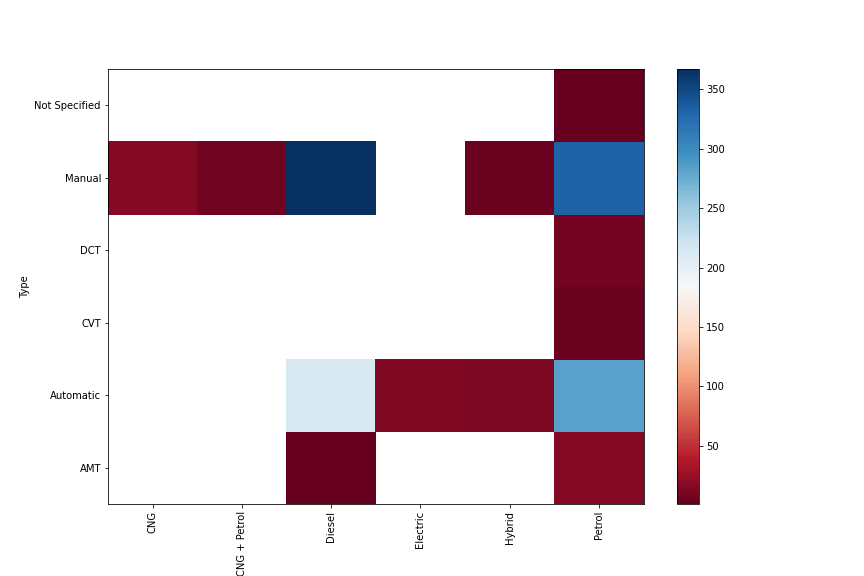 Type
Not Specified
Manual
DCT
CVT
Automatic
AMT
CNG
CNG + Petrol
Diesel
Electric
Hybrid
Petrol
350
300
250
200
150
100
50